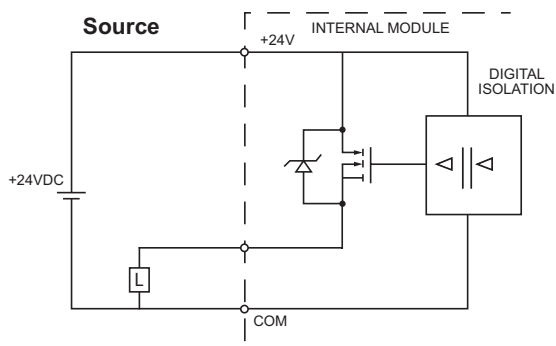 Source
INTERNAL MODULE
+24V
DIGITAL
ISOLATION
+24VDC
L
COM